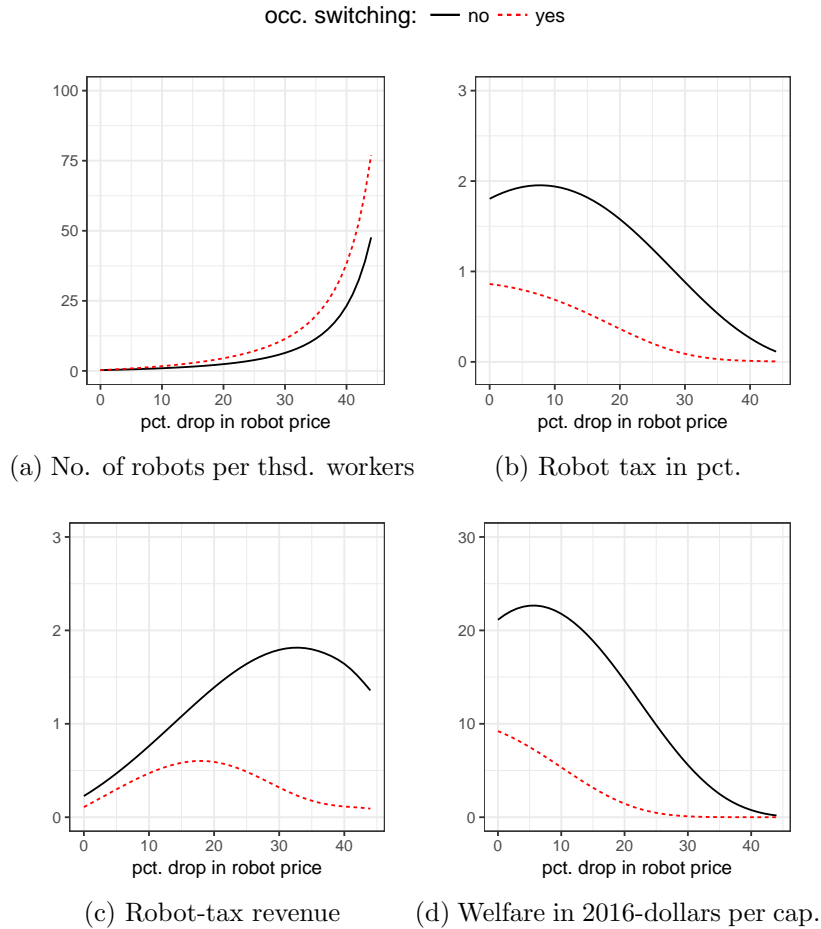 occ. switching: no yes
100
75
50
25
0
0 10 20 30 40
pct. drop in robot price
(a) No. of robots per thsd. workers
3
2
1
0
0 10 20 30 40
pct. drop in robot price
(b) Robot tax in pct.
3
2
1
0
0 10 20 30 40
pct. drop in robot price
(c) Robot-tax revenue
30
20
10
0
0 10 20 30 40
pct. drop in robot price
(d) Welfare in 2016-dollars per cap.